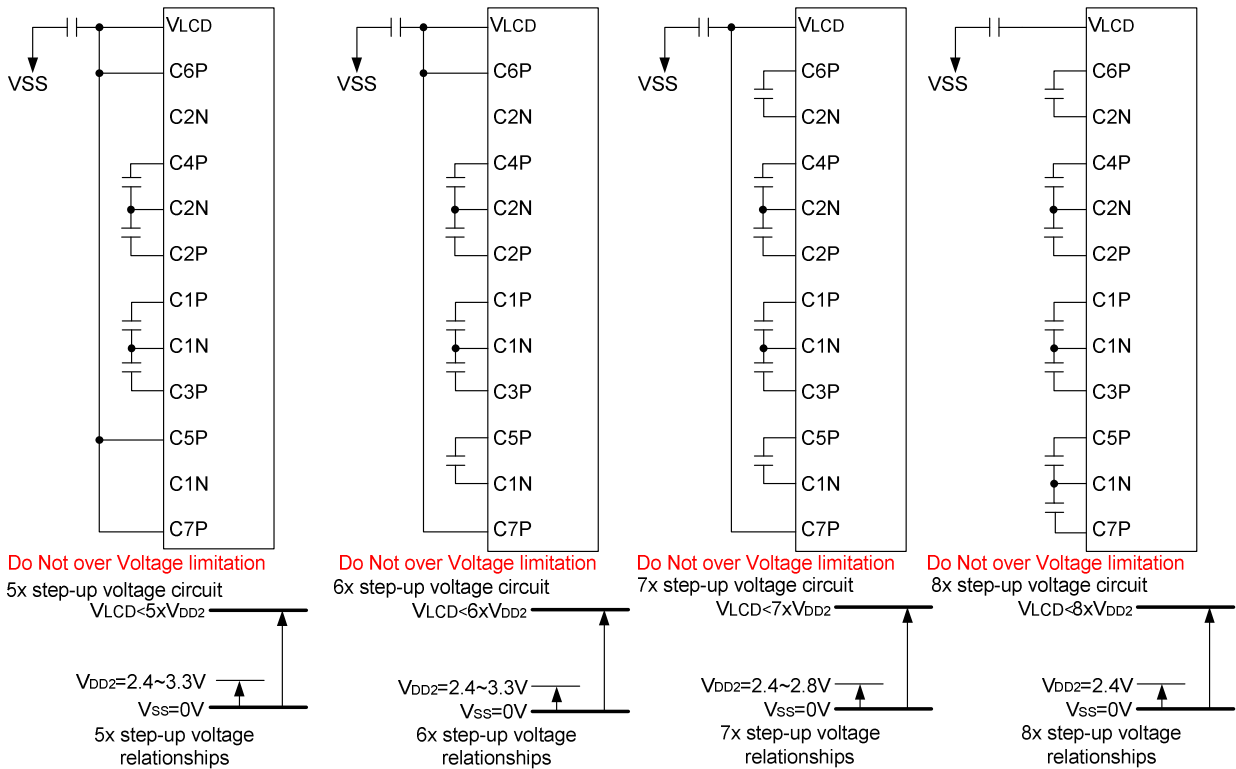 VLCD
C6P
VSS
C2N
C4P
C2N
C2P
C1P
C1N
C3P
C5P
C1N
C7P
Do Not over Voltage limitation
5x step-up voltage circuit
VLCD<5xVDD2
VDD2=2.4~3.3V
VSS=0V
5x step-up voltage
relationships
VLCD
C6P
VSS
C2N
C4P
C2N
C2P
C1P
C1N
C3P
C5P
C1N
C7P
Do Not over Voltage limitation
6x step-up voltage circuit
VLCD<6xVDD2
VDD2=2.4~3.3V
VSS=0V
6x step-up voltage
relationships
VLCD
C6P
VSS
C2N
C4P
C2N
C2P
C1P
C1N
C3P
C5P
C1N
C7P
Do Not over Voltage limitation
7x step-up voltage circuit
VLCD<7xVDD2
VDD2=2.4~2.8V
VSS=0V
7x step-up voltage
relationships
VLCD
C6P
VSS
C2N
C4P
C2N
C2P
C1P
C1N
C3P
C5P
C1N
C7P
Do Not over Voltage limitation
8x step-up voltage circuit
VLCD<8xVDD2
VDD2=2.4V
VSS=0V
8x step-up voltage
relationships